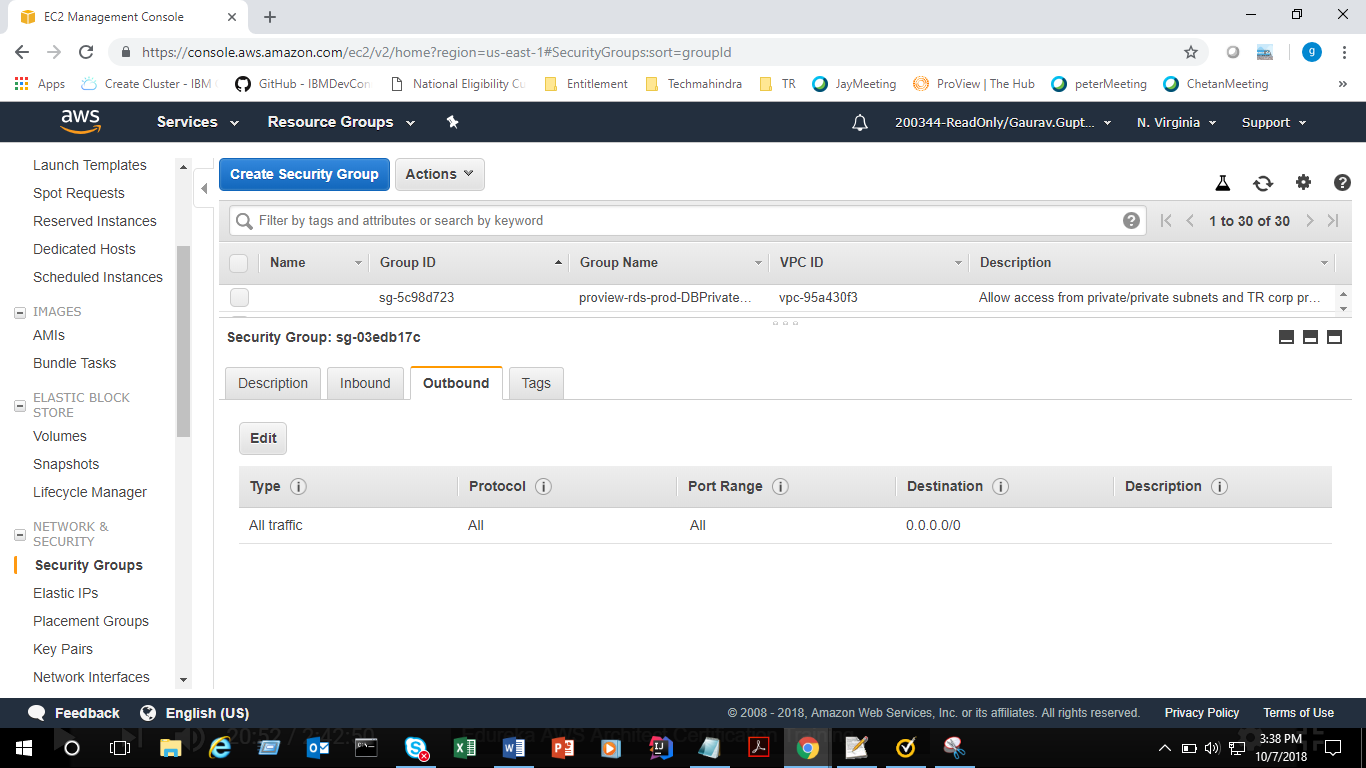 EC2 Management Console
https://console.aws.amazon.com/ec2/v2/home?region=us-east-1#SecurityGroups:sort=groupId
g
Apps Create Cluster - IBM GitHub - IBMDevCon National Eligibility Cu Entitlement Techmahindra TR JayMeeting ProView | The Hub peterMeeting ChetanMeeting »
aws Services Resource Groups 200344-ReadOnly/Gaurav.Gupt... N. Virginia Support
Launch Templates
Spot Requests
Reserved Instances
Dedicated Hosts
Scheduled Instances
IMAGES
AMIs
Bundle Tasks
ELASTIC BLOCK
STORE
Volumes
Snapshots
Lifecycle Manager
NETWORK &
SECURITY
Security Groups
Elastic IPs
Placement Groups
Key Pairs
Network Interfaces
Create Security Group Actions
Filter by tags and attributes or search by keyword 1 to 30 of 30
Name Group ID Group Name VPC ID Description
sg-5c98d723 proview-rds-prod-DBPrivate... vpc-95a430f3 Allow access from private/private subnets and TR corp pr...
Security Group: sg-03edb17c
Description Inbound Outbound Tags
Edit
Type Protocol Port Range Destination Description
All traffic All All 0.0.0.0/0
Feedback English (US) © 2008 - 2018, Amazon Web Services, Inc. or its affiliates. All rights reserved. Privacy Policy Terms of Use
3:38 PM
10/7/2018